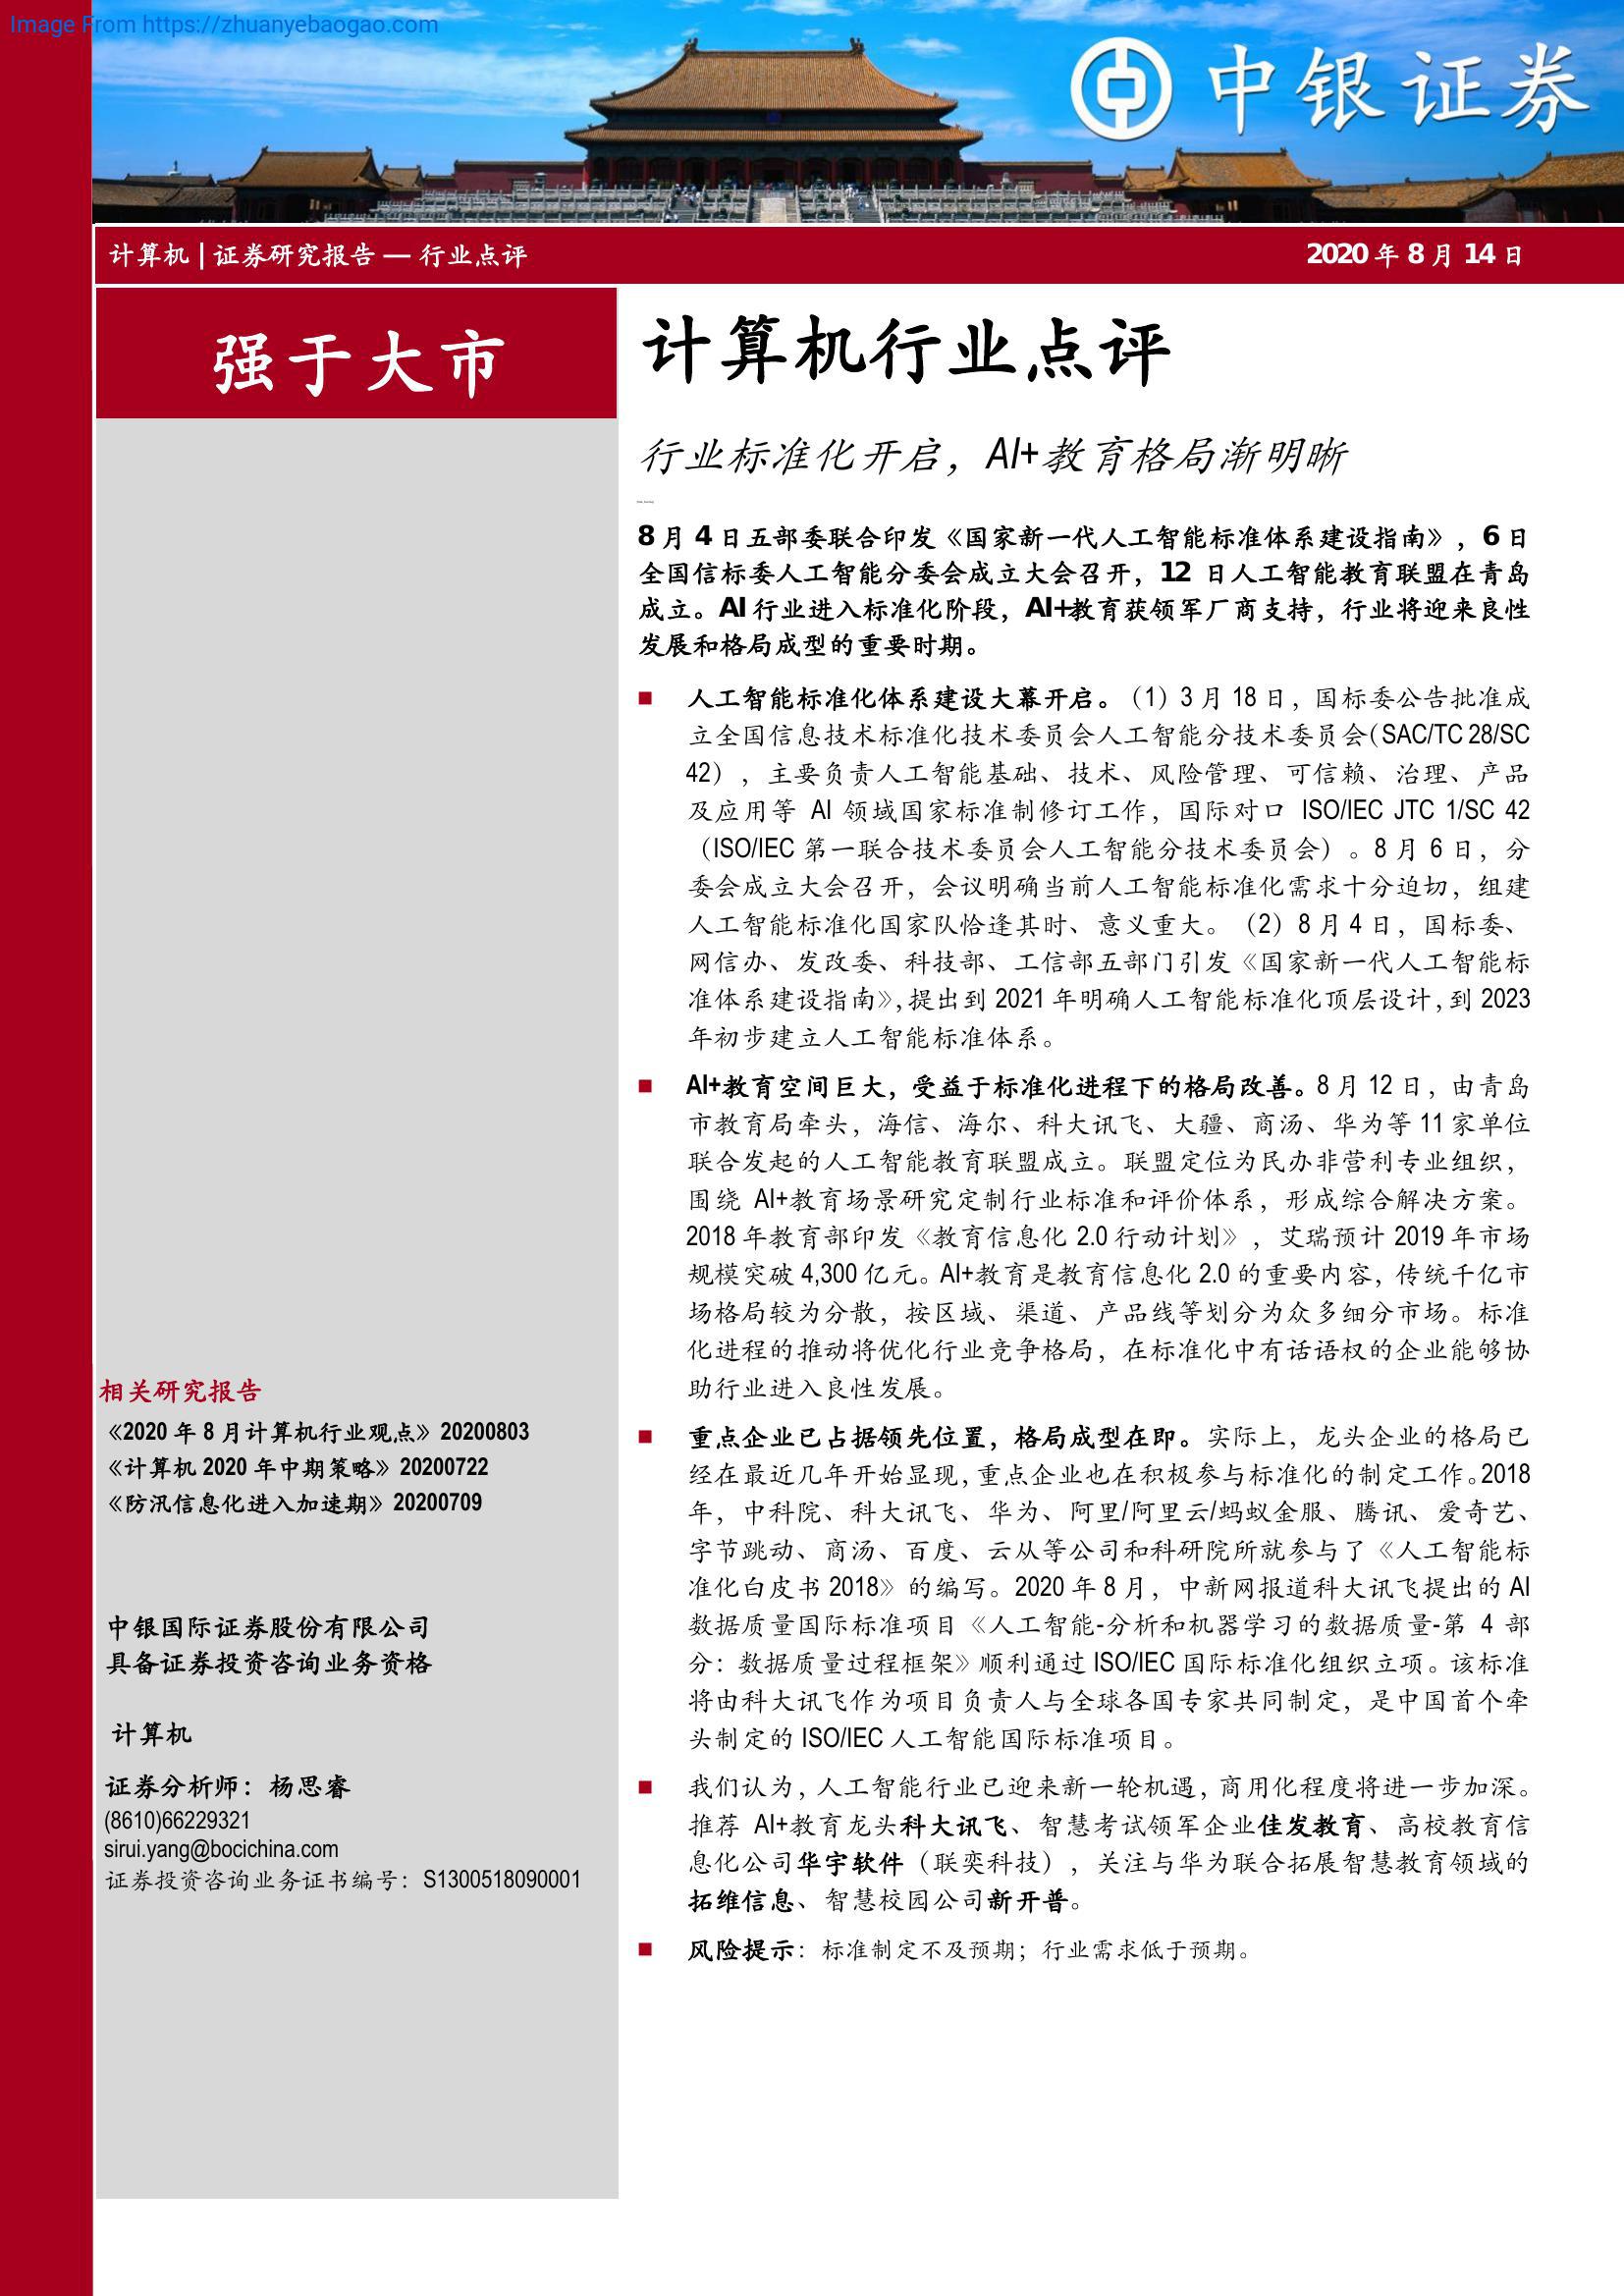 Image From https://zhuanyebaogao.com
中银证券
计算机 | 证券研究报告 — 行业点评
2020 年 8 月 14 日
强于大市
计算机行业点评
行业标准化开启，AI+教育格局渐明晰
8 月 4 日五部委联合印发《国家新一代人工智能标准体系建设指南》，6 日
全国信标委人工智能分委会成立大会召开，12 日人工智能教育联盟在青岛
成立。AI 行业进入标准化阶段，AI+教育获领军厂商支持，行业将迎来良性
发展和格局成型的重要时期。
■ 人工智能标准化体系建设大幕开启。（1）3 月 18 日，国标委公告批准成
立全国信息技术标准化技术委员会人工智能分技术委员会（SAC/TC 28/SC
42），主要负责人工智能基础、技术、风险管理、可信赖、治理、产品
及应用等 AI 领域国家标准制修订工作，国际对口 ISO/IEC JTC 1/SC 42
（ISO/IEC 第一联合技术委员会人工智能分技术委员会）。8 月 6 日，分
委会成立大会召开，会议明确当前人工智能标准化需求十分迫切，组建
人工智能标准化国家队恰逢其时、意义重大。（2）8 月 4 日，国标委、
网信办、发改委、科技部、工信部五部门引发《国家新一代人工智能标
准体系建设指南》，提出到 2021 年明确人工智能标准化顶层设计，到 2023
年初步建立人工智能标准体系。
■ AI+教育空间巨大，受益于标准化进程下的格局改善。8 月 12 日，由青岛
市教育局牵头，海信、海尔、科大讯飞、大疆、商汤、华为等 11 家单位
联合发起的人工智能教育联盟成立。联盟定位为民办非营利专业组织，
围绕 AI+教育场景研究定制行业标准和评价体系，形成综合解决方案。
2018 年教育部印发《教育信息化 2.0 行动计划》，艾瑞预计 2019 年市场
规模突破 4,300 亿元。AI+教育是教育信息化 2.0 的重要内容，传统千亿市
场格局较为分散，按区域、渠道、产品线等划分为众多细分市场。标准
化进程的推动将优化行业竞争格局，在标准化中有话语权的企业能够协
助行业进入良性发展。
■ 重点企业已占据领先位置，格局成型在即。实际上，龙头企业的格局已
经在最近几年开始显现，重点企业也在积极参与标准化的制定工作。2018
年，中科院、科大讯飞、华为、阿里/阿里云/蚂蚁金服、腾讯、爱奇艺、
字节跳动、商汤、百度、云从等公司和科研院所就参与了《人工智能标
准化白皮书 2018》的编写。2020 年 8 月，中新网报道科大讯飞提出的 AI
数据质量国际标准项目《人工智能-分析和机器学习的数据质量-第 4 部
分：数据质量过程框架》顺利通过 ISO/IEC 国际标准化组织立项。该标准
将由科大讯飞作为项目负责人与全球各国专家共同制定，是中国首个牵
头制定的 ISO/IEC 人工智能国际标准项目。
■ 我们认为，人工智能行业已迎来新一轮机遇，商用化程度将进一步加深。
推荐 AI+教育龙头科大讯飞、智慧考试领军企业佳发教育、高校教育信
息化公司华宇软件（联奕科技），关注与华为联合拓展智慧教育领域的
拓维信息、智慧校园公司新开普。
■ 风险提示：标准制定不及预期；行业需求低于预期。
相关研究报告
《2020 年 8 月计算机行业观点》20200803
《计算机 2020 年中期策略》20200722
《防汛信息化进入加速期》20200709
中银国际证券股份有限公司
具备证券投资咨询业务资格
计算机
证券分析师：杨思睿
(8610)66229321
sirui.yang@bocichina.com
证券投资咨询业务证书编号：S1300518090001